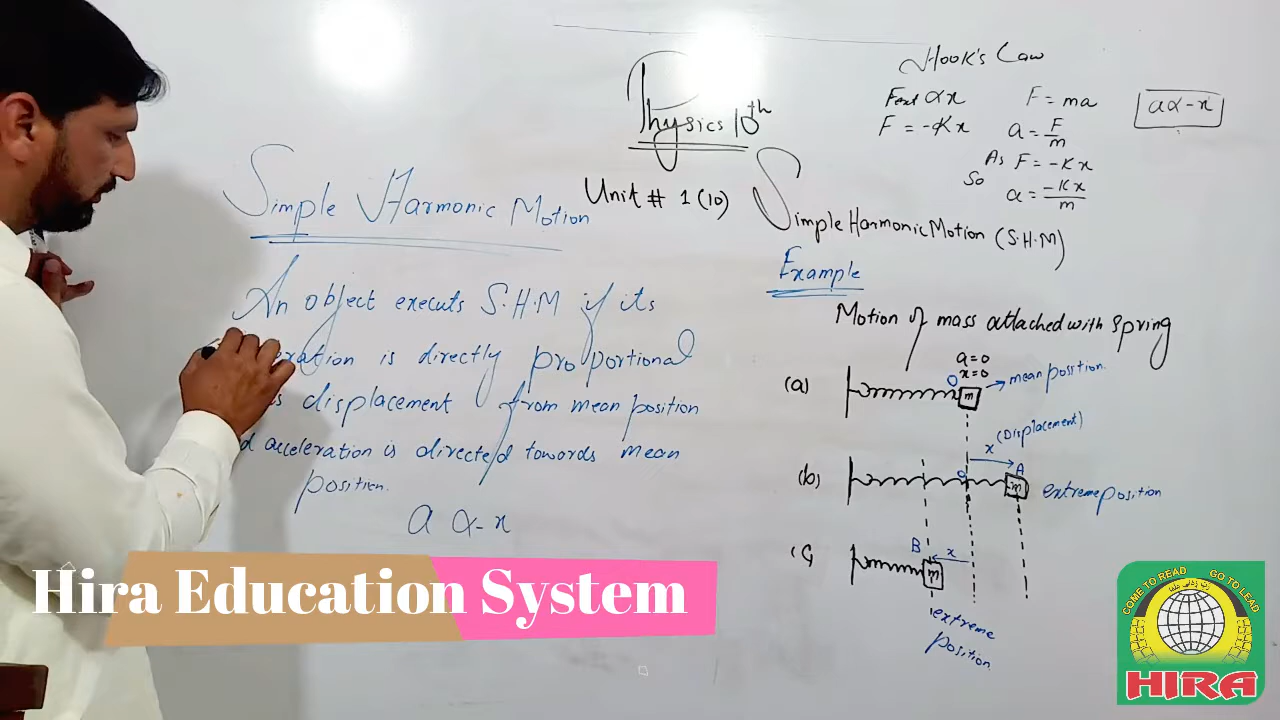 Physics 10th
Unit # 1(10)
Simple Harmonic Motion
An object executs S.H.M if its
is directly proportional
displacement from mean position
acceleration is directed towards mean
position.
a α - x
Hook's Law
Fext α x
F = -Kx
F = ma
a = F/m
As F = -Kx
So
a = -Kx/m
a α - x
Simple Harmonic Motion (S.H.M)
Example
Motion of mass attached with spring
(a)
a=0
x=0
O
m
mean position.
(b)
x (Displacement)
O
A
m
extreme position
B
x
m
extreme
position
Hira Education System
COME TO READ GO TO LEAD
HIRA